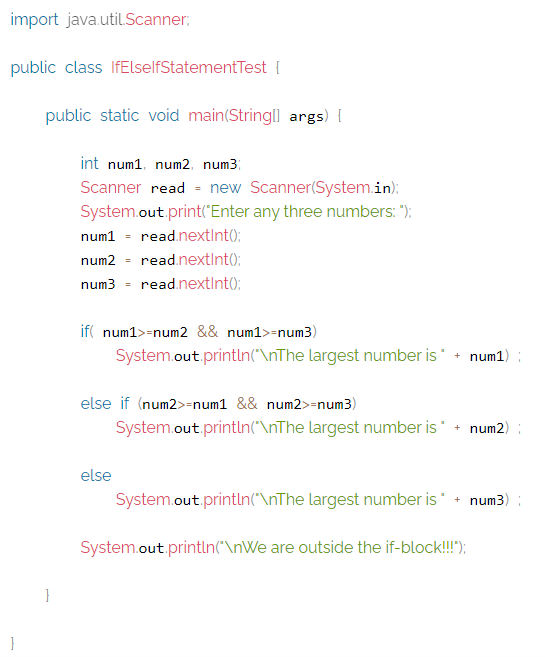 import java.util.Scanner;
public class IfElseIfStatementTest {
public static void main(String[] args) {
int num1, num2, num3;
Scanner read = new Scanner(System.in);
System.out.print("Enter any three numbers: ");
num1 = read.nextInt();
num2 = read.nextInt();
num3 = read.nextInt();
if( num1>=num2 && num1>=num3)
System.out.println("\nThe largest number is " + num1) ;
else if (num2>=num1 && num2>=num3)
System.out.println("\nThe largest number is " + num2) ;
else
System.out.println("\nThe largest number is " + num3) ;
System.out.println("\nWe are outside the if-block!!!");
}
}